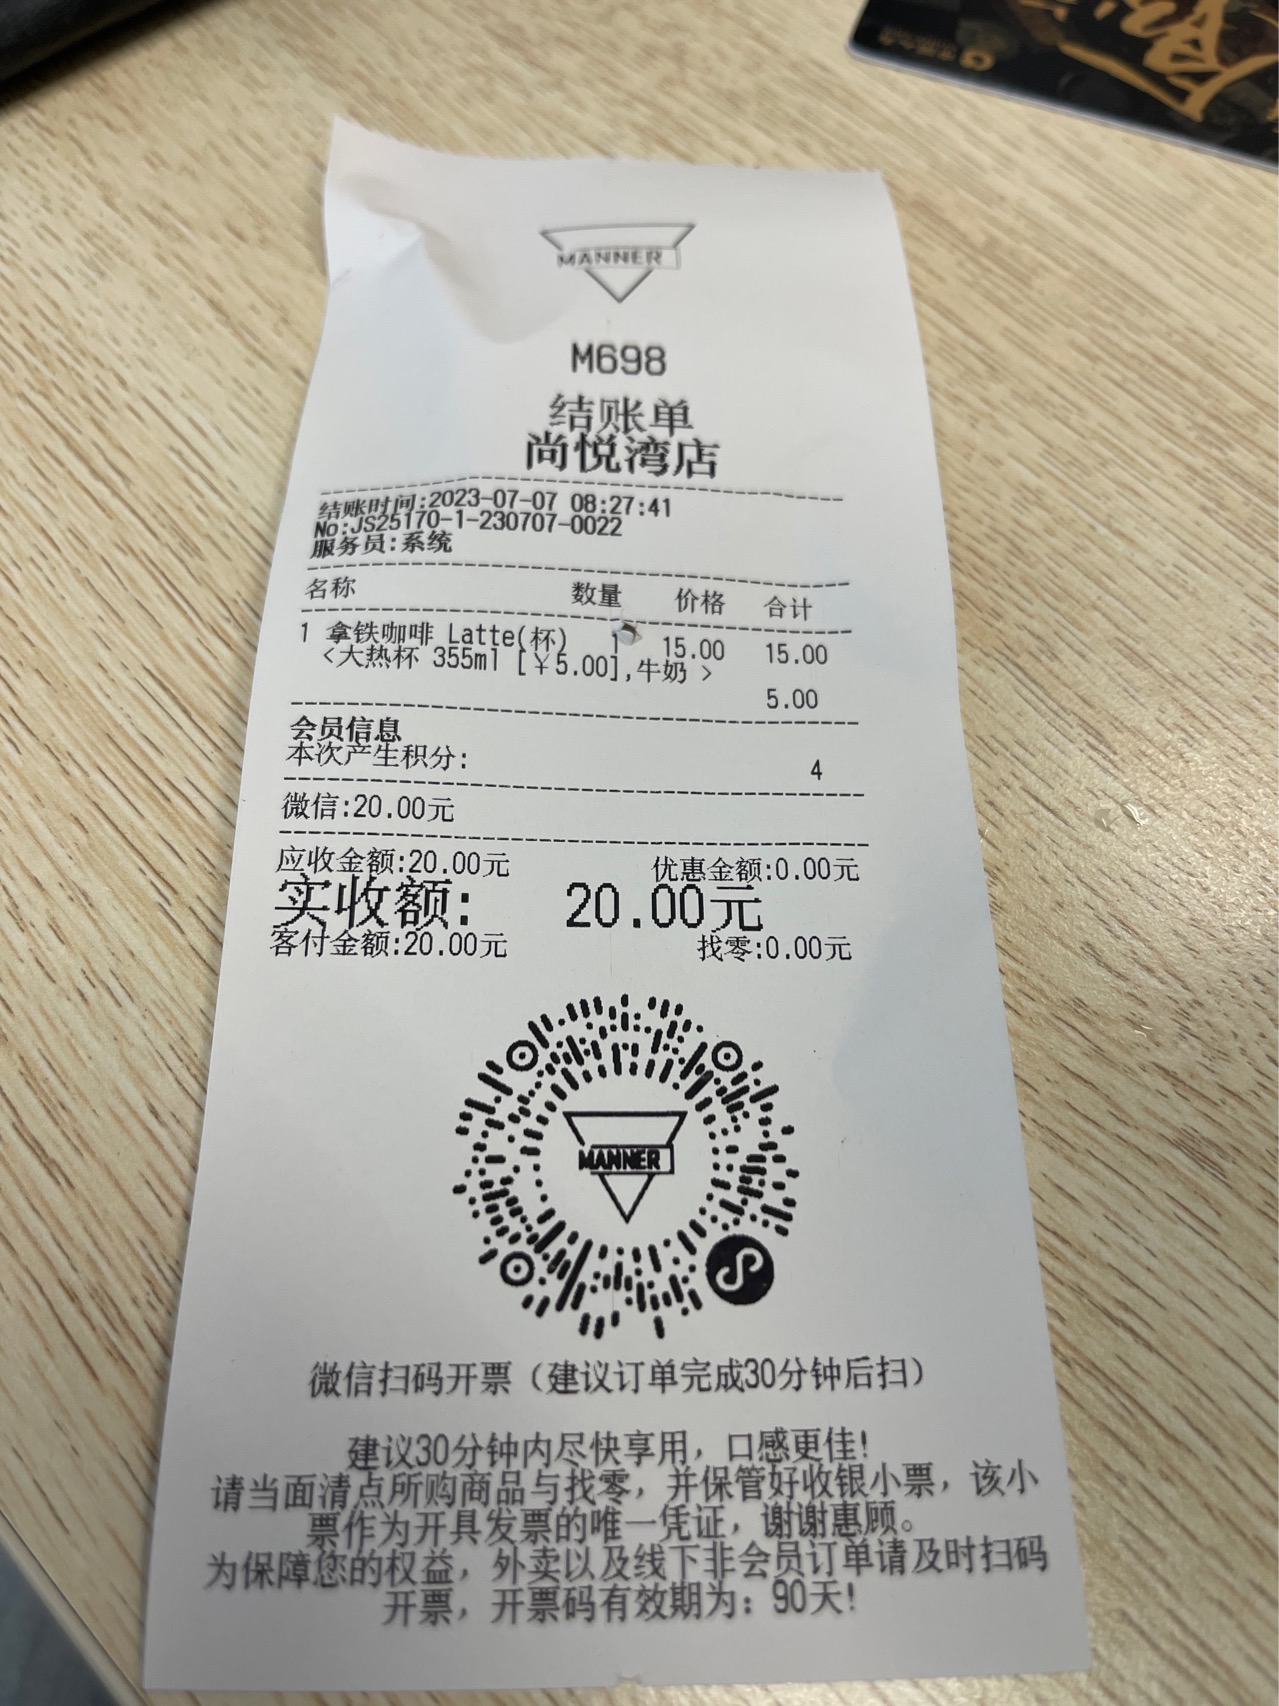 MANNER
M698
结账单
尚悦湾店
结账时间:2023-07-07 08:27:41
No:JS25170-1-230707-0022
服务员:系统
名称 数量 价格 合计
1 拿铁咖啡 Latte(杯) 1 15.00 15.00
<大热杯 355ml [￥5.00],牛奶 >
5.00
会员信息
本次产生积分: 4
微信:20.00元
应收金额:20.00元 优惠金额:0.00元
实收额: 20.00元
客付金额:20.00元 找零:0.00元
MANNER
微信扫码开票（建议订单完成30分钟后扫）
建议30分钟内尽快享用，口感更佳!
请当面清点所购商品与找零，并保管好收银小票，该小
票作为开具发票的唯一凭证，谢谢惠顾。
为保障您的权益，外卖以及线下非会员订单请及时扫码
开票，开票码有效期为：90天!